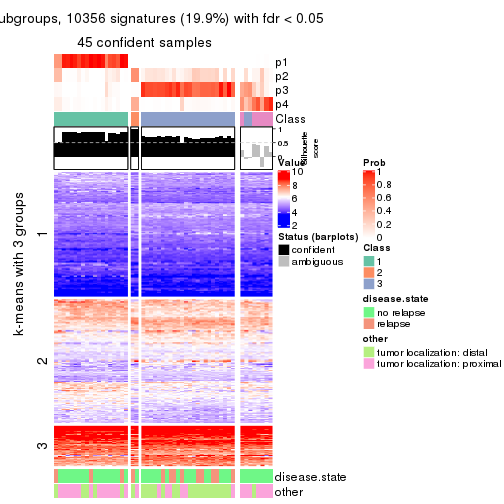 ubgroups, 10356 signatures (19.9%) with fdr < 0.05
45 confident samples
p1
p2
p3
p4
Class
1
0.5
0
Silhouette
score
k-means with 3 groups
1
2
3
disease.state
other
Value
10
8
6
4
2
Status (barplots)
confident
ambiguous
Prob
1
0.8
0.6
0.4
0.2
0
Class
1
2
3
disease.state
no relapse
relapse
other
tumor localization: distal
tumor localization: proximal